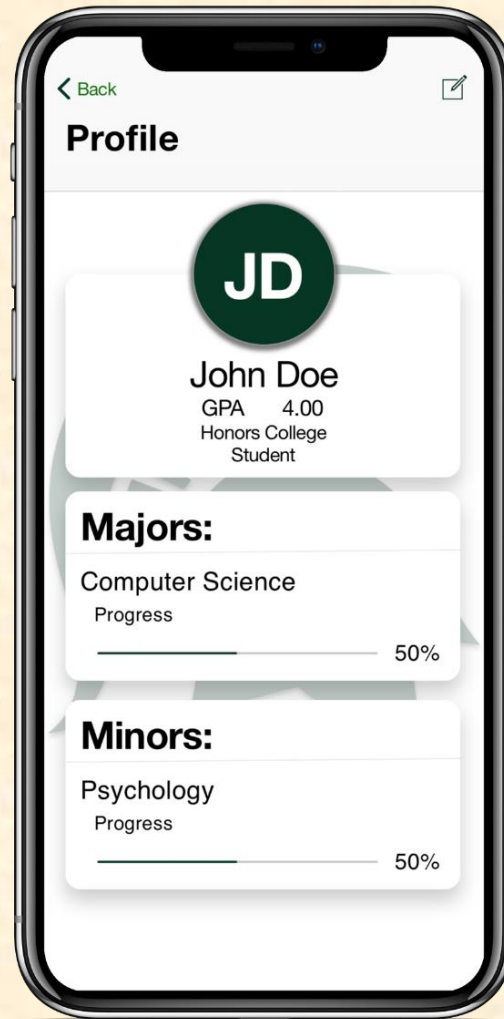 Back
Profile
JD
John Doe
GPA 4.00
Honors College
Student
Majors:
Computer Science
Progress
50%
Minors:
Psychology
Progress
50%